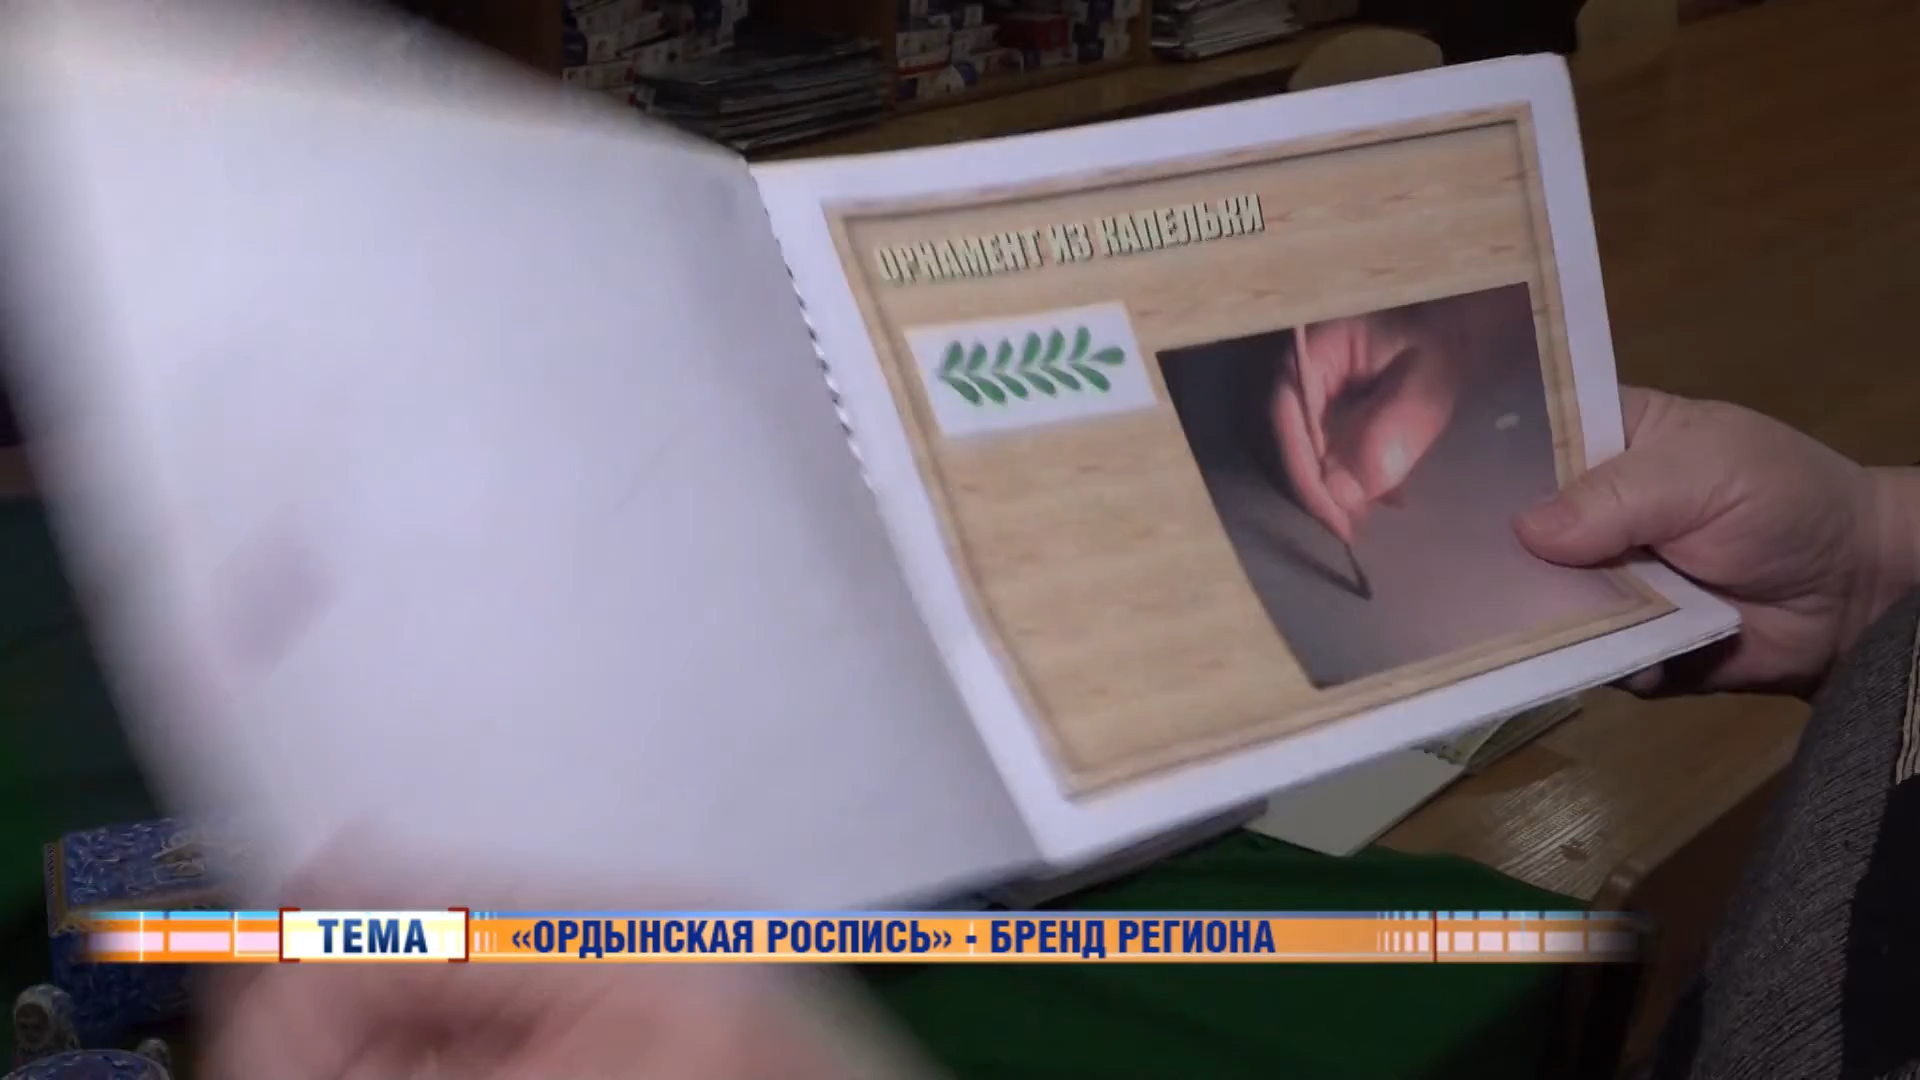 ОРНАМЕНТ ИЗ КАПЕЛЬКИ
ТЕМА
«ОРДЫНСКАЯ РОСПИСЬ» - БРЕНД РЕГИОНА